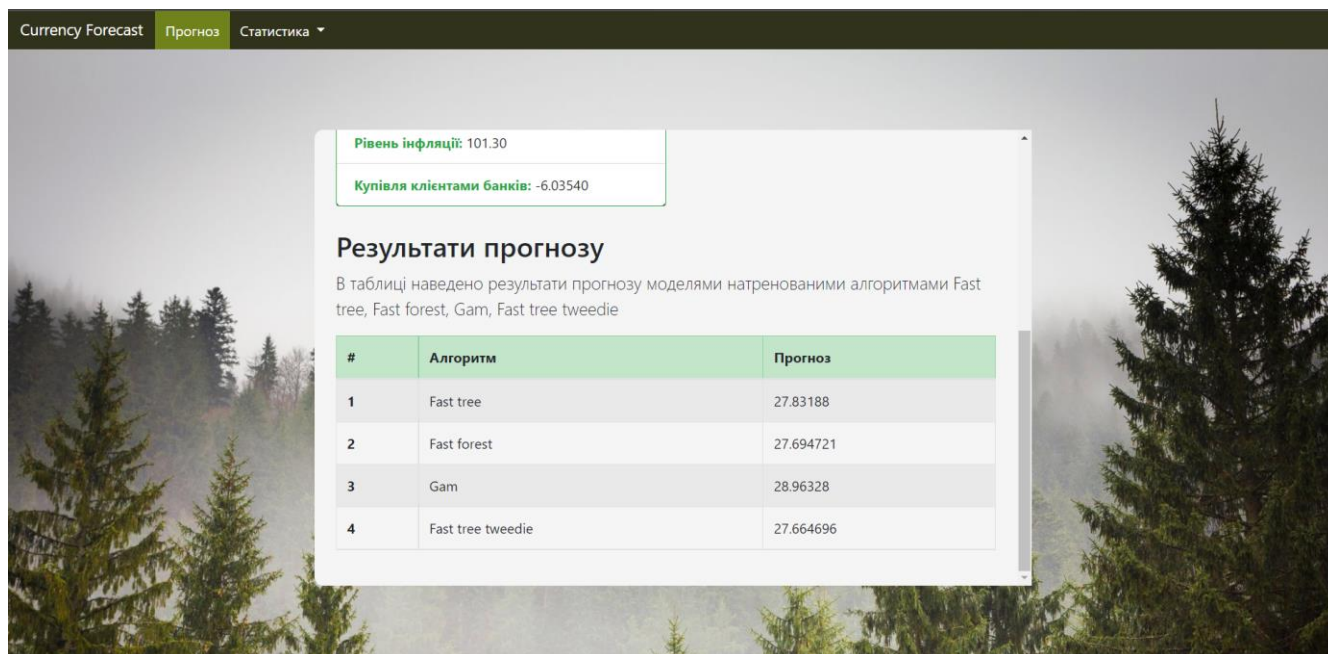 Currency Forecast Прогноз Статистика
Рівень інфляції: 101.30
Купівля клієнтами банків: -6.03540
Результати прогнозу
В таблиці наведено результати прогнозу моделями натренованими алгоритмами Fast
tree, Fast forest, Gam, Fast tree tweedie
# Алгоритм Прогноз
1 Fast tree 27.83188
2 Fast forest 27.694721
3 Gam 28.96328
4 Fast tree tweedie 27.664696